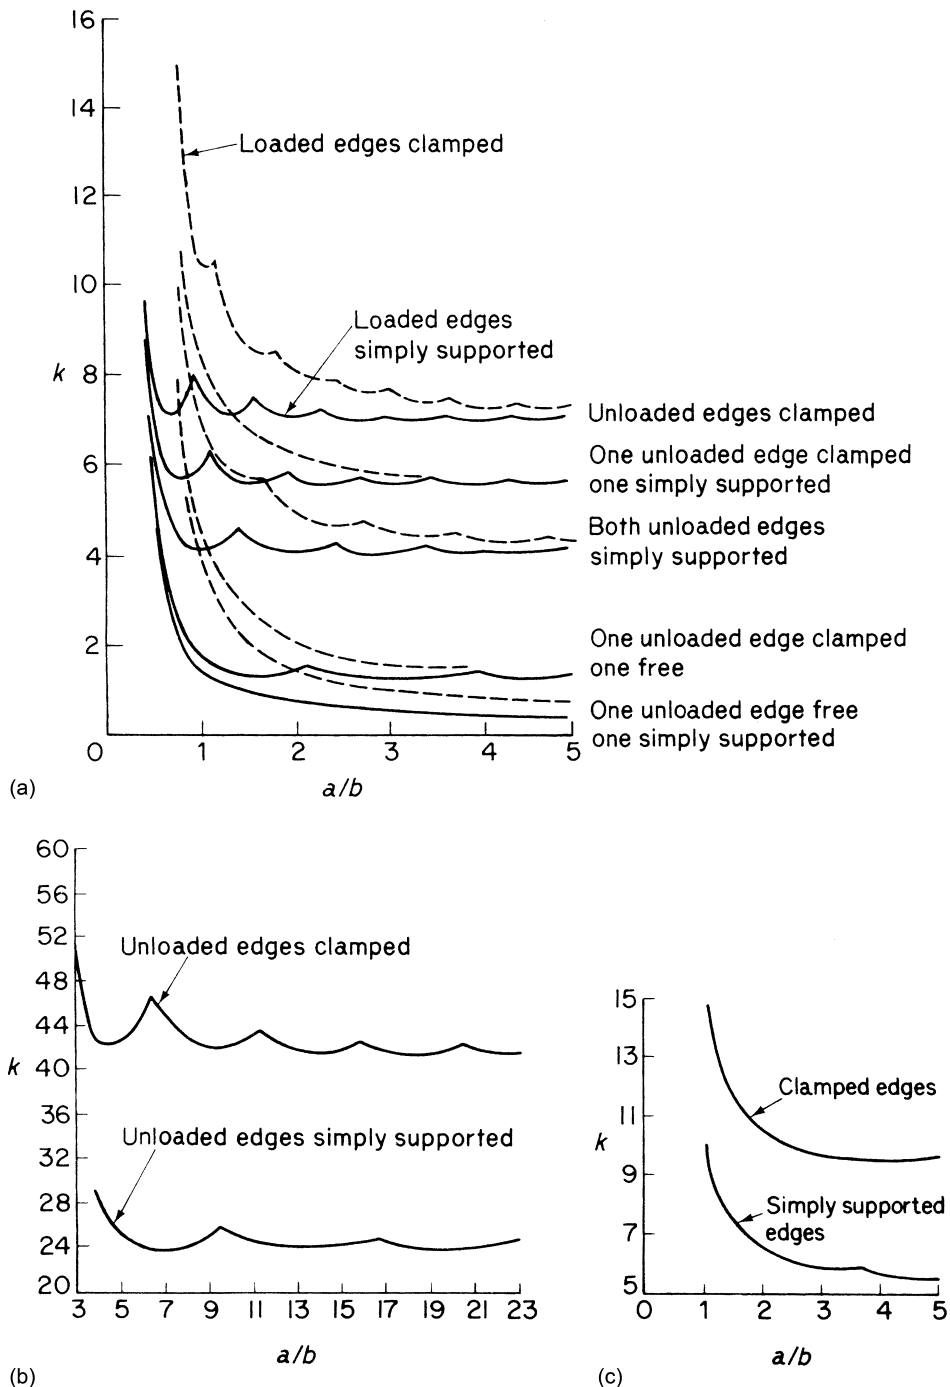 16
14
12
10
8
6
4
2
0
k
Loaded edges clamped
Loaded edges
simply supported
Unloaded edges clamped
One unloaded edge clamped
one simply supported
Both unloaded edges
simply supported
One unloaded edge clamped
one free
One unloaded edge free
one simply supported
1 2 3 4 5
a/b
(a)
60
56
52
48
44
40
36
32
28
24
20
k
Unloaded edges clamped
Unloaded edges simply supported
3 5 7 9 11 13 15 17 19 21 23
a/b
(b)
15
13
11
9
7
5
k
Clamped edges
Simply supported
edges
0 1 2 3 4 5
a/b
(c)